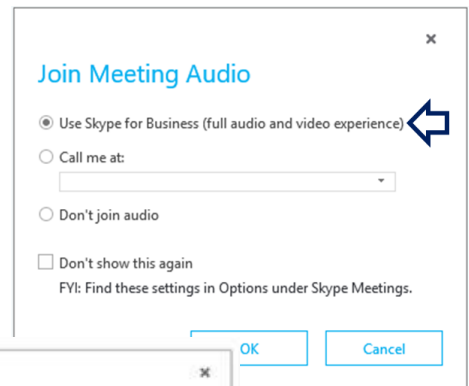 Join Meeting Audio
Use Skype for Business (full audio and video experience)
Call me at:
Don't join audio
Don't show this again
FYI: Find these settings in Options under Skype Meetings.
OK
Cancel